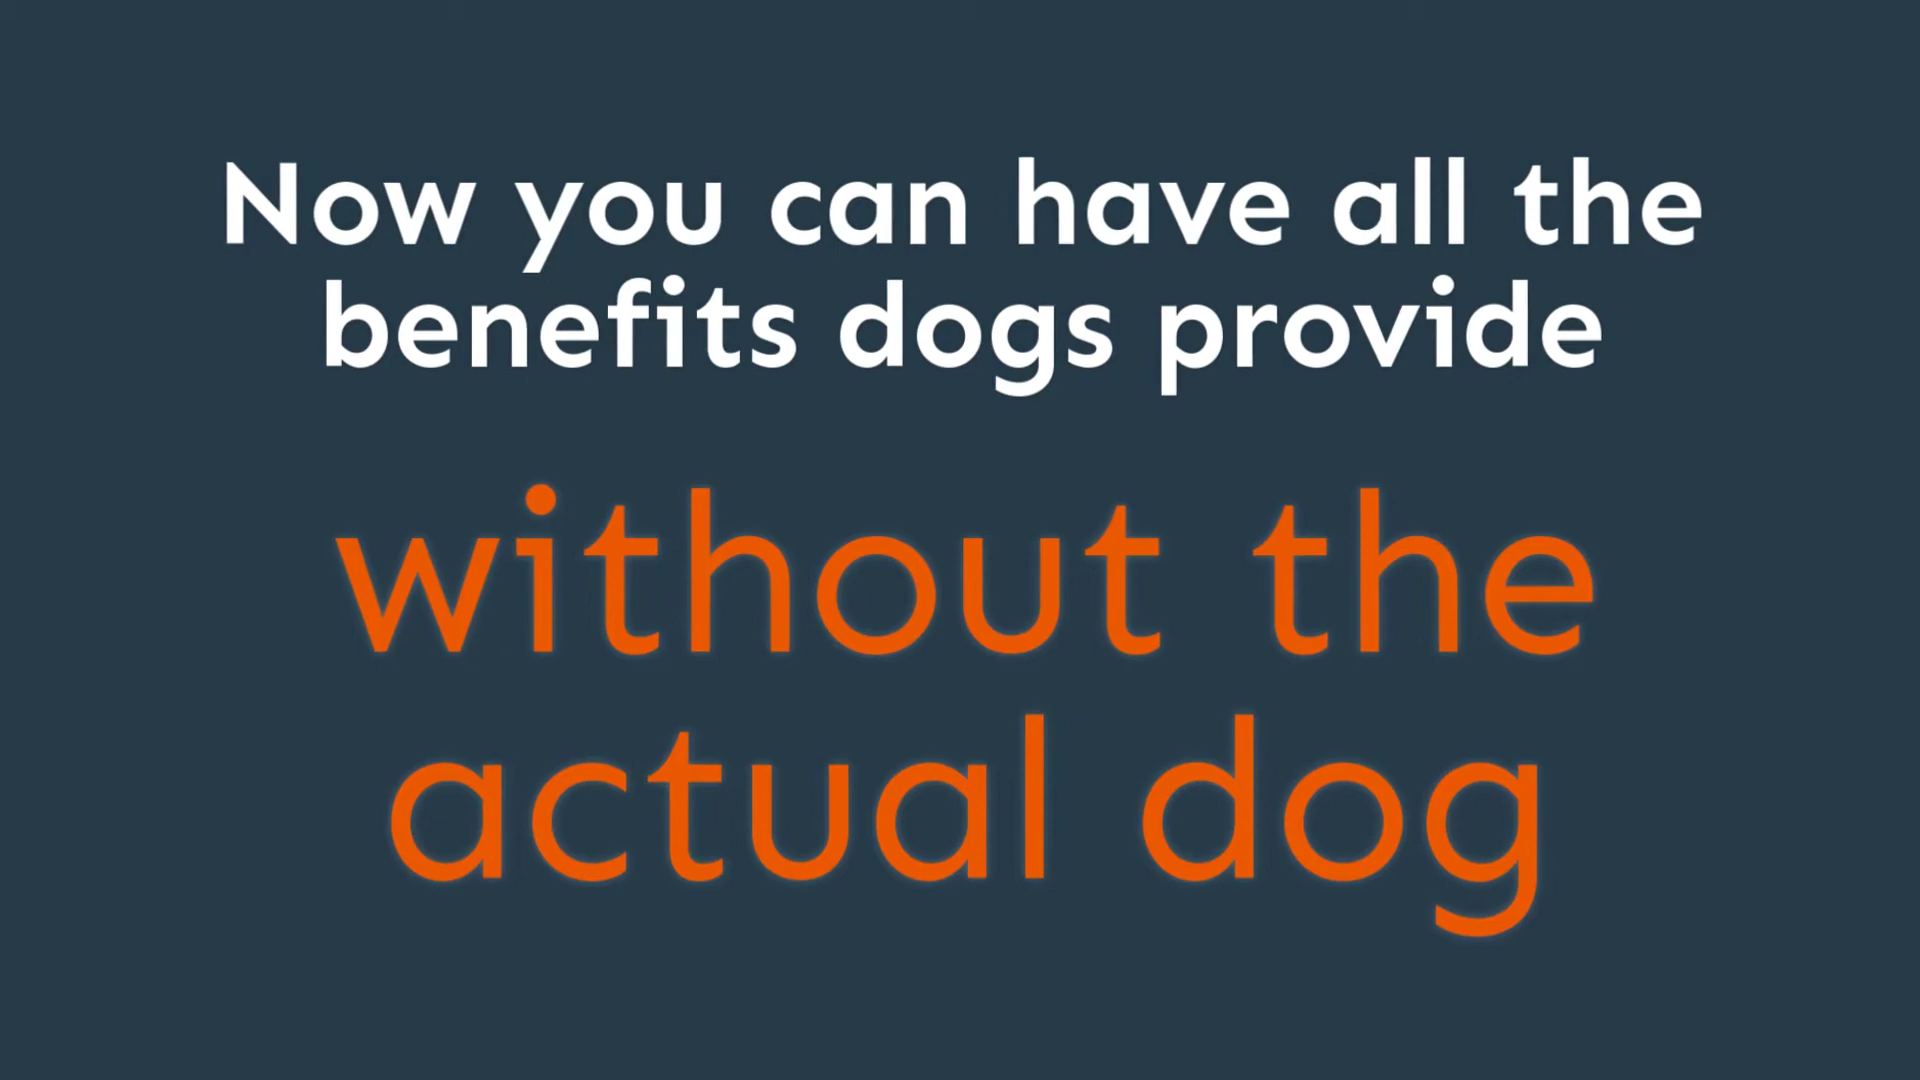 Now you can have all the
benefits dogs provide
without the
actual dog